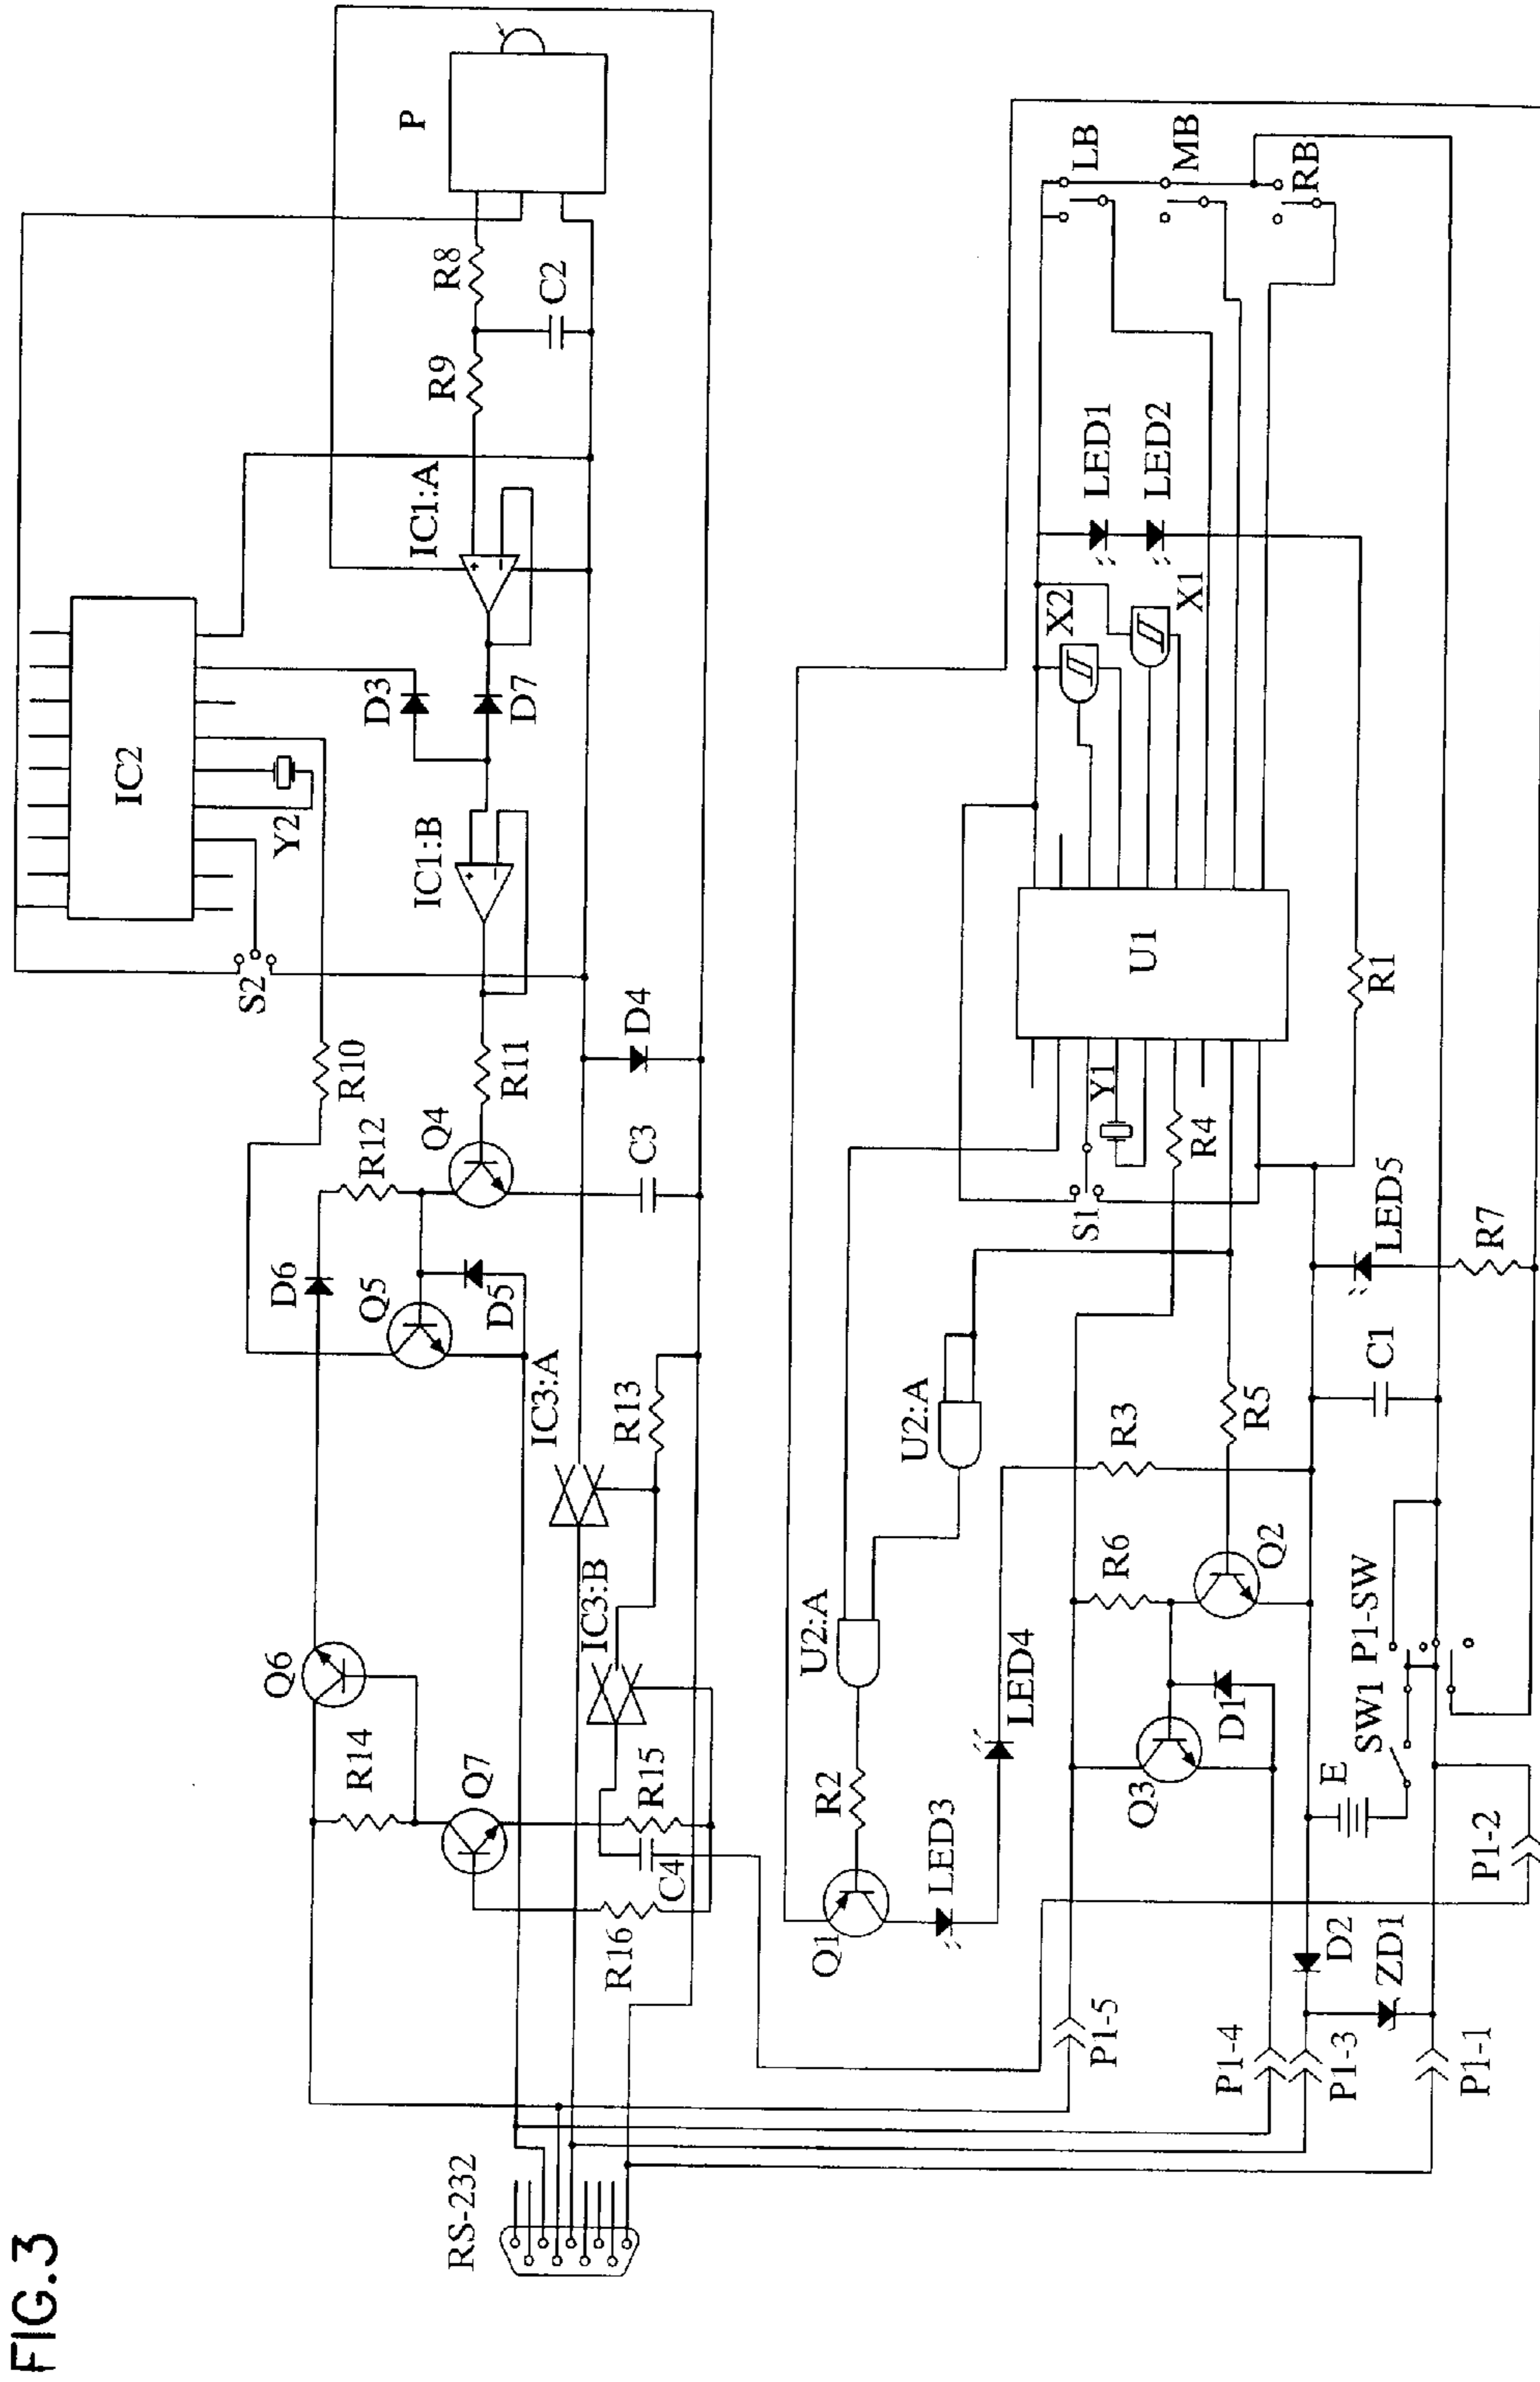 FIG.3
RS-232
P
R8
C2
R9
IC1:A
IC2
D3
D7
Y2
IC1:B
S2
R10
R11
D4
R12
Q4
C3
D6
Q5
D5
IC3:A
R13
IC3:B
Q6
R14
Q7
R15
C4
R16
LB
MB
RB
LED1
LED2
X2
X1
U1
R1
Y1
R4
S1
LED5
R7
U2:A
R5
C1
R3
U2:A
R6
Q2
P1-SW
SW1
LED4
D1
Q3
R2
E
LED3
Q1
P1-2
D2
ZD1
P1-5
P1-4
P1-3
P1-1